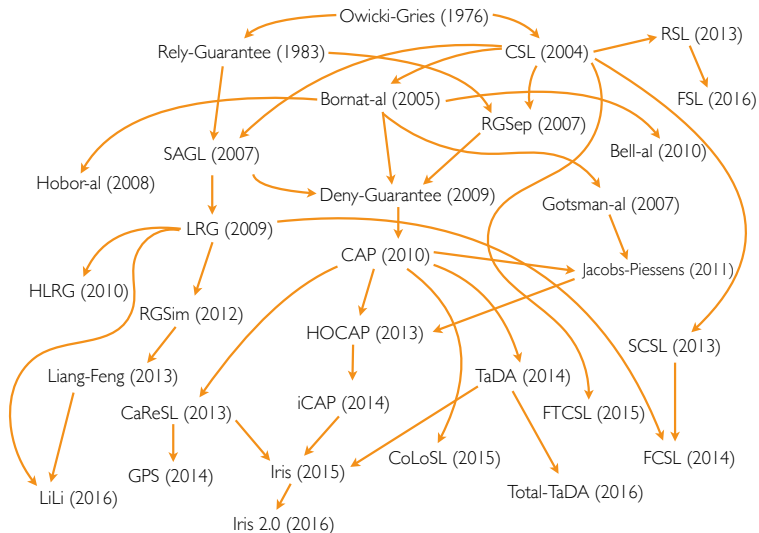 Owicki-Gries (1976)
Rely-Guarantee (1983)
CSL (2004)
RSL (2013)
Bornat-al (2005)
FSL (2016)
RGSep (2007)
SAGL (2007)
Bell-al (2010)
Hobor-al (2008)
Deny-Guarantee (2009)
Gotsman-al (2007)
LRG (2009)
CAP (2010)
Jacobs-Piessens (2011)
HLRG (2010)
RGSim (2012)
HOCAP (2013)
SCSL (2013)
Liang-Feng (2013)
TaDA (2014)
iCAP (2014)
CaReSL (2013)
FTCSL (2015)
CoLoSL (2015)
FCSL (2014)
GPS (2014)
Iris (2015)
LiLi (2016)
Total-TaDA (2016)
Iris 2.0 (2016)